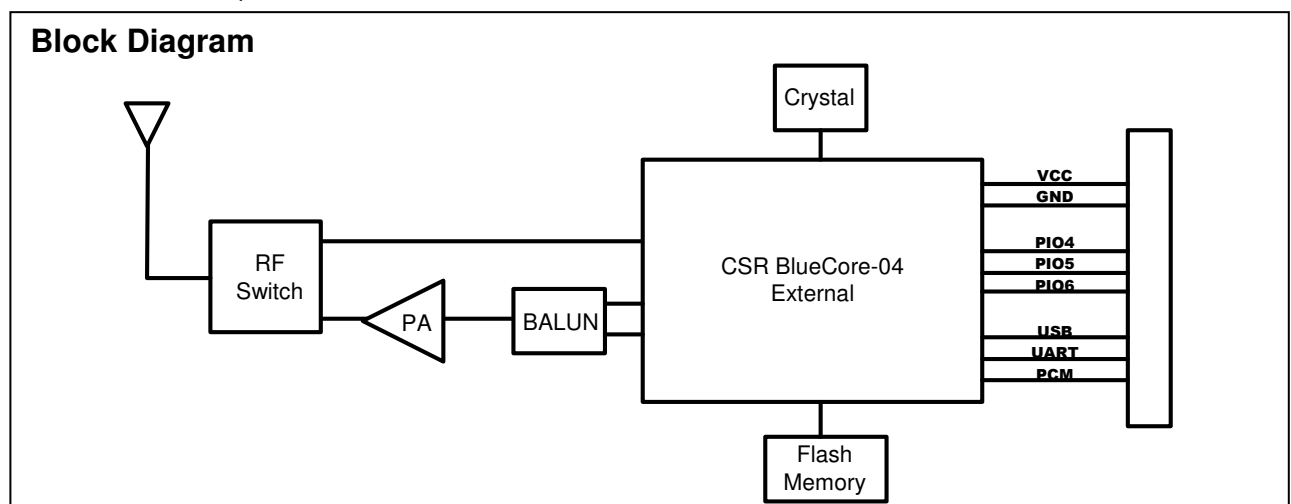 Block Diagram
Crystal
VCC
GND
RF
Switch
PIO4
PIO5
PIO6
CSR BlueCore-04
External
PA
BALUN
USB
UART
PCM
Flash
Memory